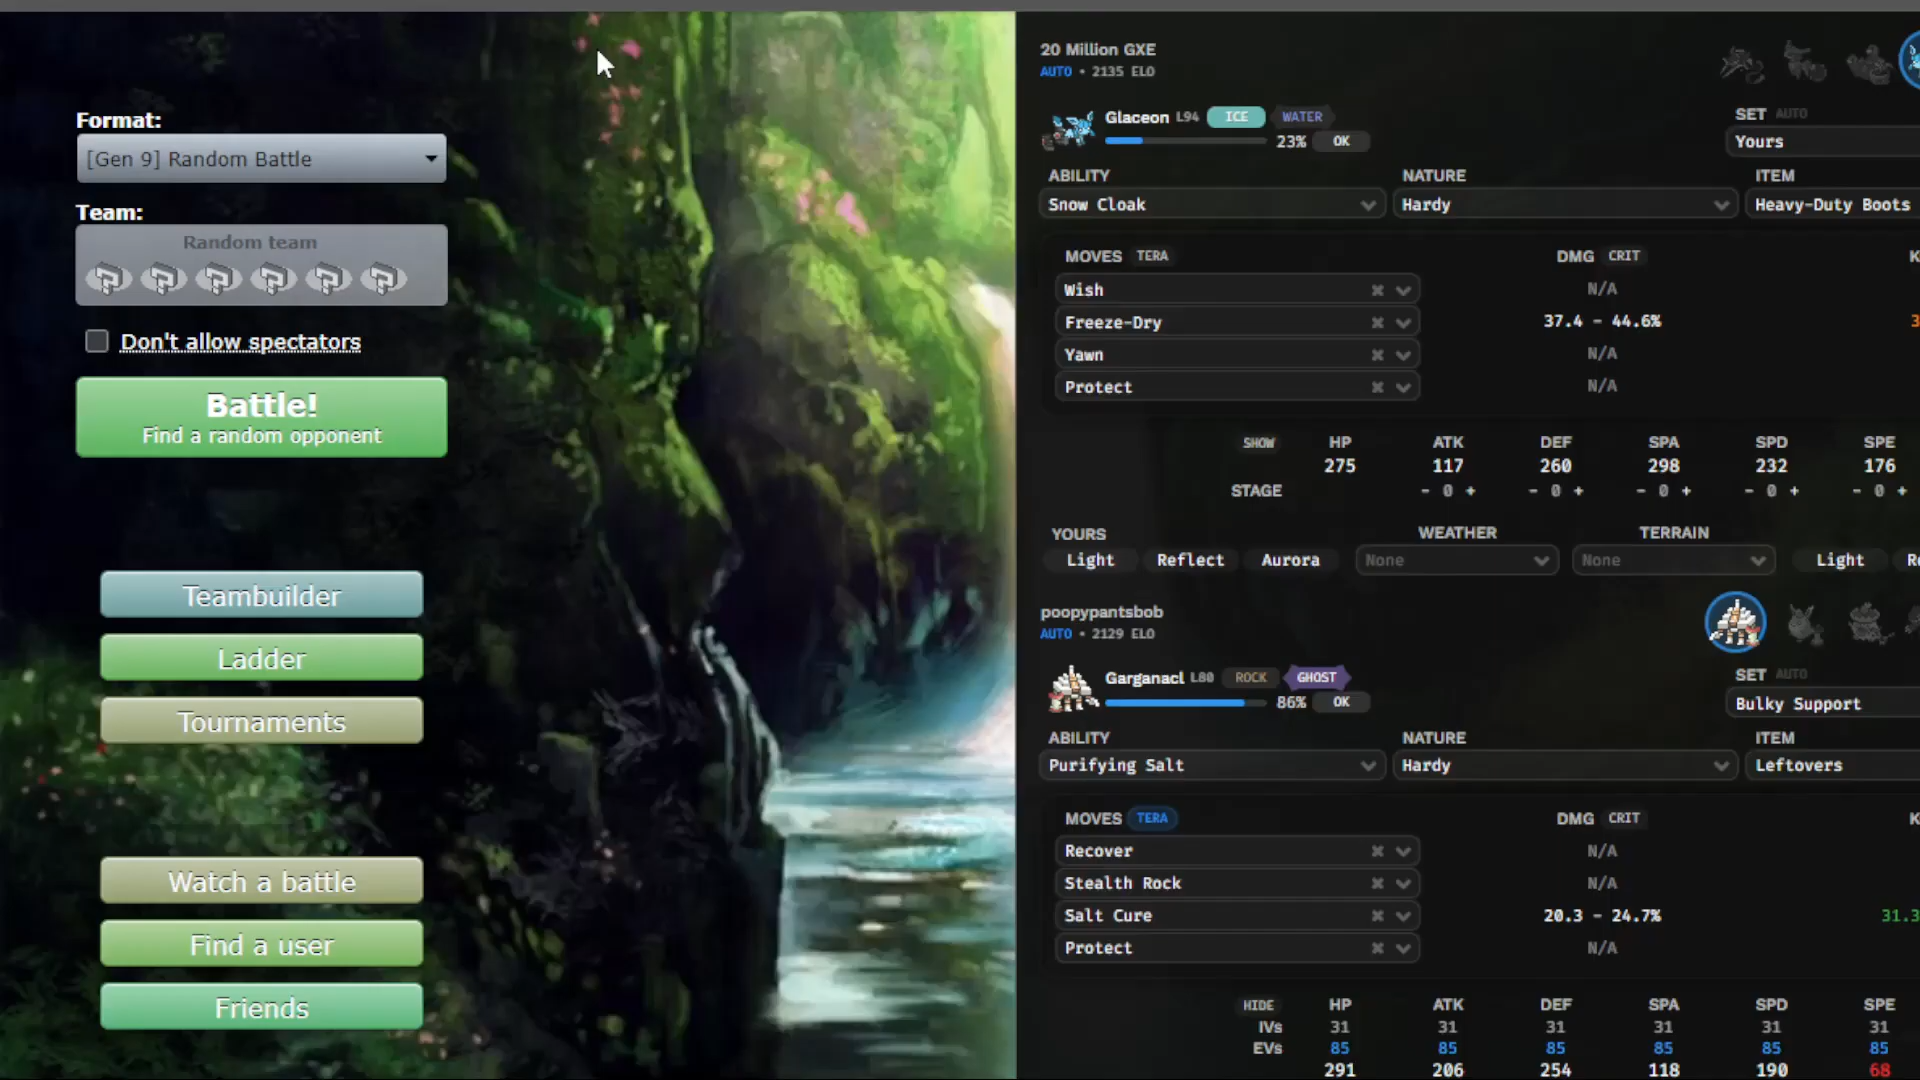 Format:
[Gen 9] Random Battle
Team:
Random team
Don't allow spectators
Battle!
Find a random opponent
Teambuilder
Ladder
Tournaments
Watch a battle
Find a user
Friends
20 Million GXE
AUTO • 2135 ELO
Glaceon L94 ICE WATER
23% OK
SET AUTO
Yours
ABILITY NATURE ITEM
Snow Cloak Hardy Heavy-Duty Boots
MOVES TERA DMG CRIT
Wish N/A
Freeze-Dry 37.4 - 44.6% 3
Yawn N/A
Protect N/A
SHOW HP ATK DEF SPA SPD SPE
275 117 260 298 232 176
STAGE - 0 + - 0 + - 0 + - 0 + - 0 +
YOURS WEATHER TERRAIN
Light Reflect Aurora None None Light
poopypantsbob
AUTO • 2129 ELO
Garganacl L80 ROCK GHOST
86% OK
SET AUTO
Bulky Support
ABILITY NATURE ITEM
Purifying Salt Hardy Leftovers
MOVES TERA DMG CRIT
Recover N/A
Stealth Rock N/A
Salt Cure 20.3 - 24.7% 31.3
Protect N/A
HIDE HP ATK DEF SPA SPD SPE
IVs 31 31 31 31 31 31
EVs 85 85 85 85 85 85
291 206 254 118 190 68